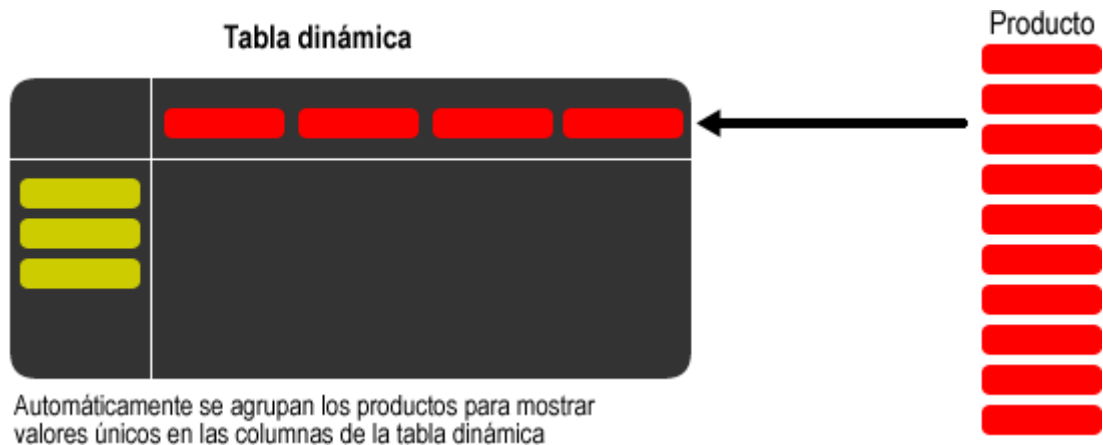 Producto
Tabla dinámica
Automáticamente se agrupan los productos para mostrar
valores únicos en las columnas de la tabla dinámica